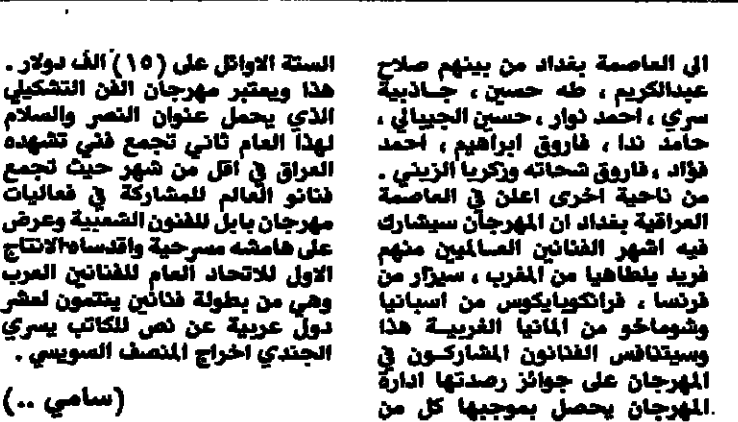 الى العاصمة بغداد من بينهم صلاح
عبدالكريم ، طه حسين ، جاذبية
سري ، احمد نوار ، حسين الجيبالي ،
حامد ندا ، فاروق ابراهيم ، احمد
فؤاد ، فاروق شحاته وزكريا الزيني .
من ناحية اخرى اعلن في العاصمة
العراقية بغداد ان المهرجان سيشارك
فيه اشهر الفنانين العالميين منهم
فريد بلطاهيا من المغرب ، سيزار من
فرنسا ، فرانكوبايكوس من اسبانيا
وشوماخو من المانيا الغربية هذا
وسيتنافس الفنانون المشاركون في
المهرجان على جوائز رصدتها ادارة
المهرجان يحصل بموجبها كل من
الستة الاوائل على (١٥) الف دولار .
هذا ويعتبر مهرجان الفن التشكيلي
الذي يحمل عنوان النصر والسلام
لهذا العام ثاني تجمع فني تشهده
العراق في اقل من شهر حيث تجمع
فنانو العالم للمشاركة في فعاليات
مهرجان بابل للفنون الشعبية وعرض
على هامشه مسرحية واقدساه الانتاج
الاول للاتحاد العام للفنانين العرب
وهي من بطولة فنانين ينتمون لعشر
دول عربية عن نص للكاتب يسري
الجندي اخراج المنصف السويسي .
(سامي ..)